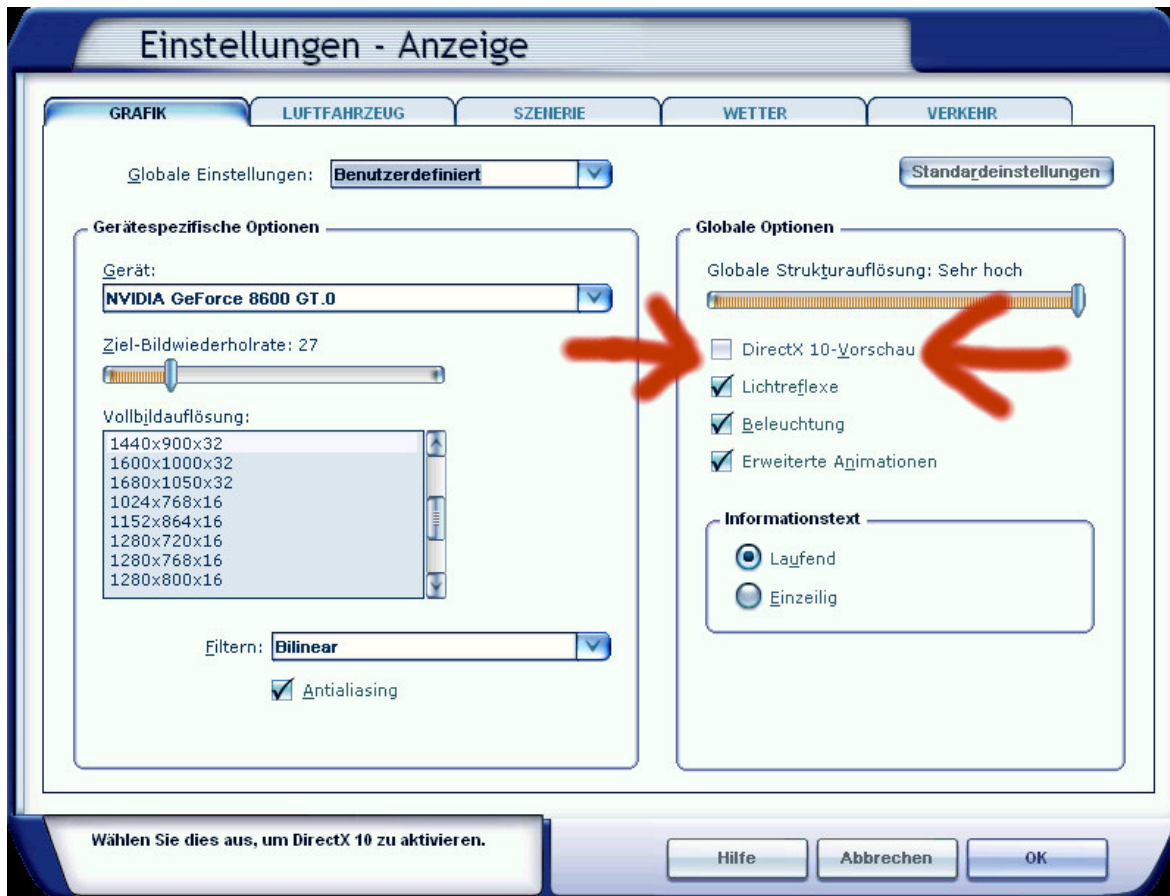 Einstellungen - Anzeige
GRAFIK
LUFTFAHRZEUG
SZENERIE
WETTER
VERKEHR
Globale Einstellungen: Benutzerdefiniert
Standardeinstellungen
Gerätespezifische Optionen
Gerät:
NVIDIA GeForce 8600 GT.0
Ziel-Bildwiederholrate: 27
Vollbildauflösung:
1440x900x32
1600x1000x32
1680x1050x32
1024x768x16
1152x864x16
1280x720x16
1280x768x16
1280x800x16
Filtern: Bilinear
Antialiasing
Globale Optionen
Globale Strukturauflösung: Sehr hoch
DirectX 10-Vorschau
Lichtreflexe
Beleuchtung
Erweiterte Animationen
Informationstext
Laufend
Einzeilig
Wählen Sie dies aus, um DirectX 10 zu aktivieren.
Hilfe
Abbrechen
OK